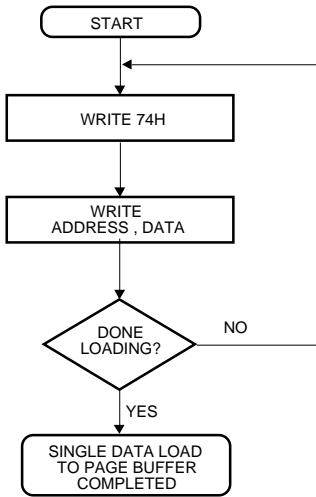 START
WRITE 74H
WRITE
ADDRESS , DATA
DONE
LOADING?
NO
YES
SINGLE DATA LOAD
TO PAGE BUFFER
COMPLETED